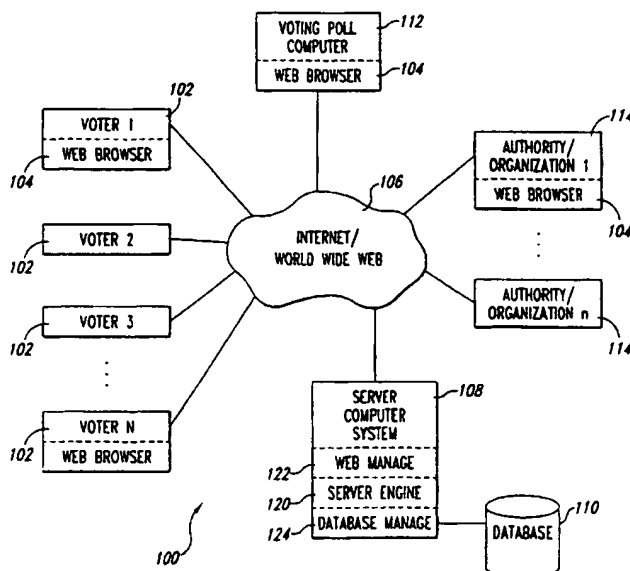 VOTING POLL
COMPUTER
WEB BROWSER
112
104
102
VOTER 1
WEB BROWSER
104
114
AUTHORITY/
ORGANIZATION 1
WEB BROWSER
104
106
INTERNET/
WORLD WIDE WEB
VOTER 2
102
VOTER 3
102
AUTHORITY/
ORGANIZATION n
114
VOTER N
WEB BROWSER
102
SERVER
COMPUTER
SYSTEM
108
WEB MANAGE
122
SERVER ENGINE
120
DATABASE MANAGE
124
DATABASE
110
100